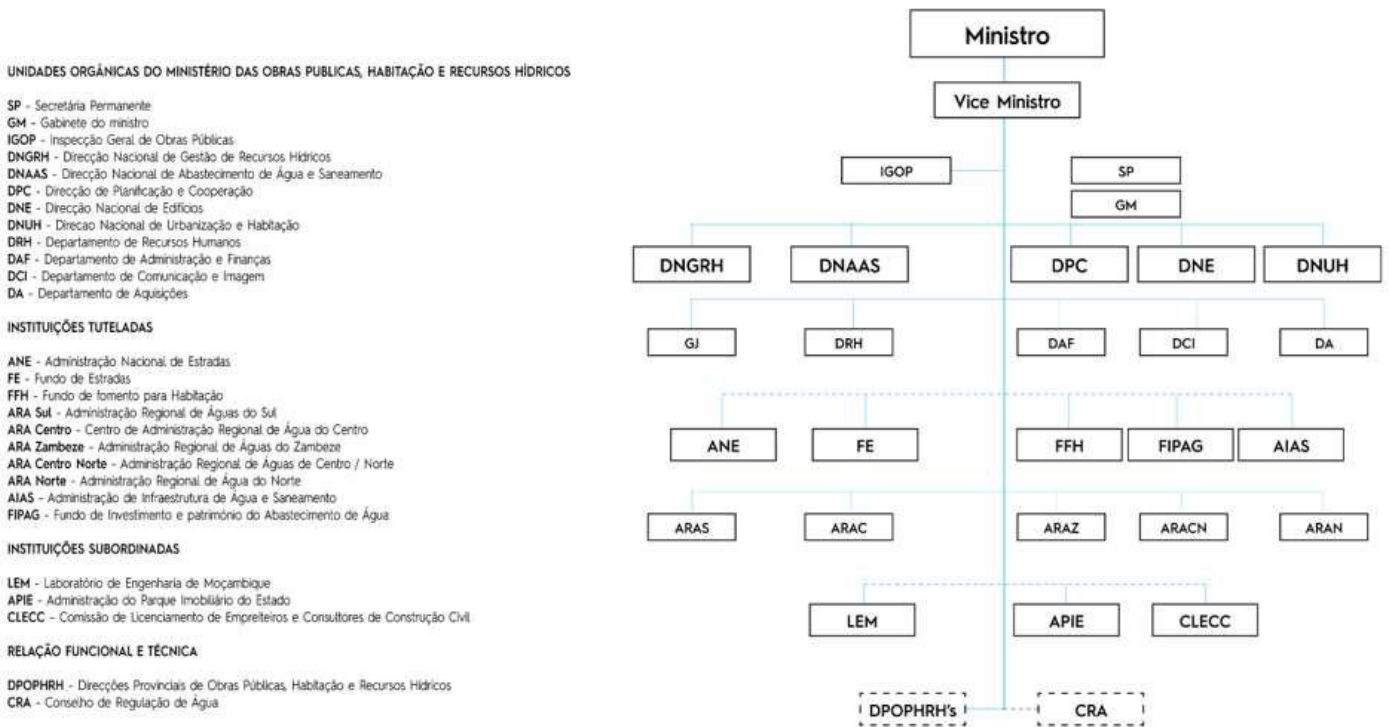 UNIDADES ORGÂNICAS DO MINISTÉRIO DAS OBRAS PUBLICAS, HABITAÇÃO E RECURSOS HÍDRICOS
SP - Secretária Permanente
GM - Gabinete do ministro
IGOP - Inspecção Geral de Obras Públicas
DNGRH - Direcção Nacional de Gestão de Recursos Hídricos
DNAAS - Direcção Nacional de Abastecimento de Água e Saneamento
DPC - Direcção de Planificação e Cooperação
DNE - Direcção Nacional de Edifícios
DNUH - Direcao Nacional de Urbanização e Habitação
DRH - Departamento de Recursos Humanos
DAF - Departamento de Administração e Finanças
DCI - Departamento de Comunicação e Imagem
DA - Departamento de Aquisições
INSTITUIÇÕES TUTELADAS
ANE - Administração Nacional de Estradas
FE - Fundo de Estradas
FFH - Fundo de fomento para Habitação
ARA Sul - Administração Regional de Águas do Sul
ARA Centro - Centro de Administração Regional de Água do Centro
ARA Zambeze - Administração Regional de Águas do Zambeze
ARA Centro Norte - Administração Regional de Águas de Centro / Norte
ARA Norte - Administração Regional de Água do Norte
AIAS - Administração de Infraestrutura de Água e Saneamento
FIPAG - Fundo de Investimento e património do Abastecimento de Água
INSTITUIÇÕES SUBORDINADAS
LEM - Laboratório de Engenharia de Moçambique
APIE - Administração do Parque Imobiliário do Estado
CLECC - Comissão de Licenciamento de Empreiteiros e Consultores de Construção Civil
RELAÇÃO FUNCIONAL E TÉCNICA
DPOPHRH - Direcções Provinciais de Obras Públicas, Habitação e Recursos Hídricos
CRA - Conselho de Regulação de Água
Ministro
Vice Ministro
IGOP
SP
GM
DNGRH
DNAAS
DPC
DNE
DNUH
GJ
DRH
DAF
DCI
DA
ANE
FE
FFH
FIPAG
AIAS
ARAS
ARAC
ARAZ
ARACN
ARAN
LEM
APIE
CLECC
DPOPHRH's
CRA